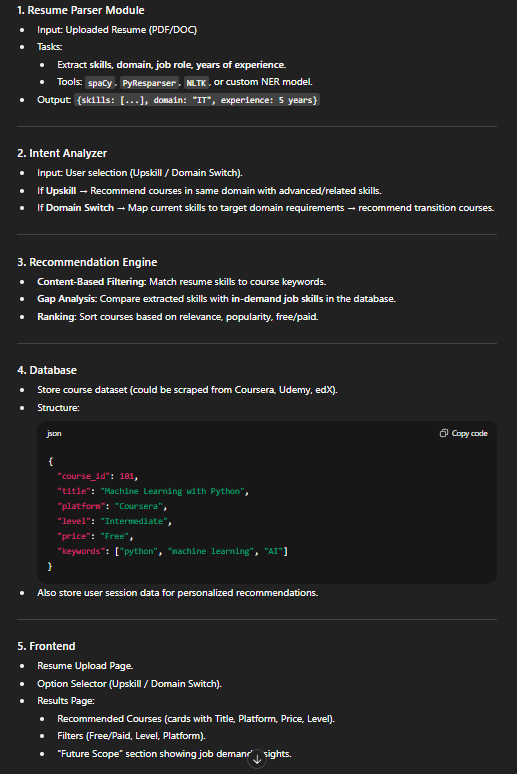 1. Resume Parser Module
• Input: Uploaded Resume (PDF/DOC)
• Tasks:
• Extract skills, domain, job role, years of experience.
• Tools: spaCy, PyResparser, NLTK, or custom NER model.
• Output: {skills: [...], domain: "IT", experience: 5 years}
2. Intent Analyzer
• Input: User selection (Upskill / Domain Switch).
• If Upskill → Recommend courses in same domain with advanced/related skills.
• If Domain Switch → Map current skills to target domain requirements → recommend transition courses.
3. Recommendation Engine
• Content-Based Filtering: Match resume skills to course keywords.
• Gap Analysis: Compare extracted skills with in-demand job skills in the database.
• Ranking: Sort courses based on relevance, popularity, free/paid.
4. Database
• Store course dataset (could be scraped from Coursera, Udemy, edX).
• Structure:
json Copy code
{
"course_id": 101,
"title": "Machine Learning with Python",
"platform": "Coursera",
"level": "Intermediate",
"price": "Free",
"keywords": ["python", "machine learning", "AI"]
}
• Also store user session data for personalized recommendations.
5. Frontend
• Resume Upload Page.
• Option Selector (Upskill / Domain Switch).
• Results Page:
• Recommended Courses (cards with Title, Platform, Price, Level).
• Filters (Free/Paid, Level, Platform).
• "Future Scope" section showing job demand